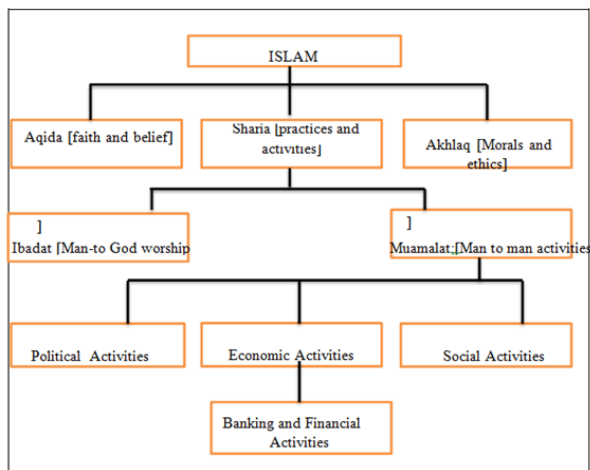 ISLAM
Aqida [faith and belief]
Sharia [practices and
activities]
Akhlaq [Morals and
ethics]
]
Ibadat [Man-to God worship
]
Muamalat;[Man to man activities
Political Activities
Economic Activities
Social Activities
Banking and Financial
Activities